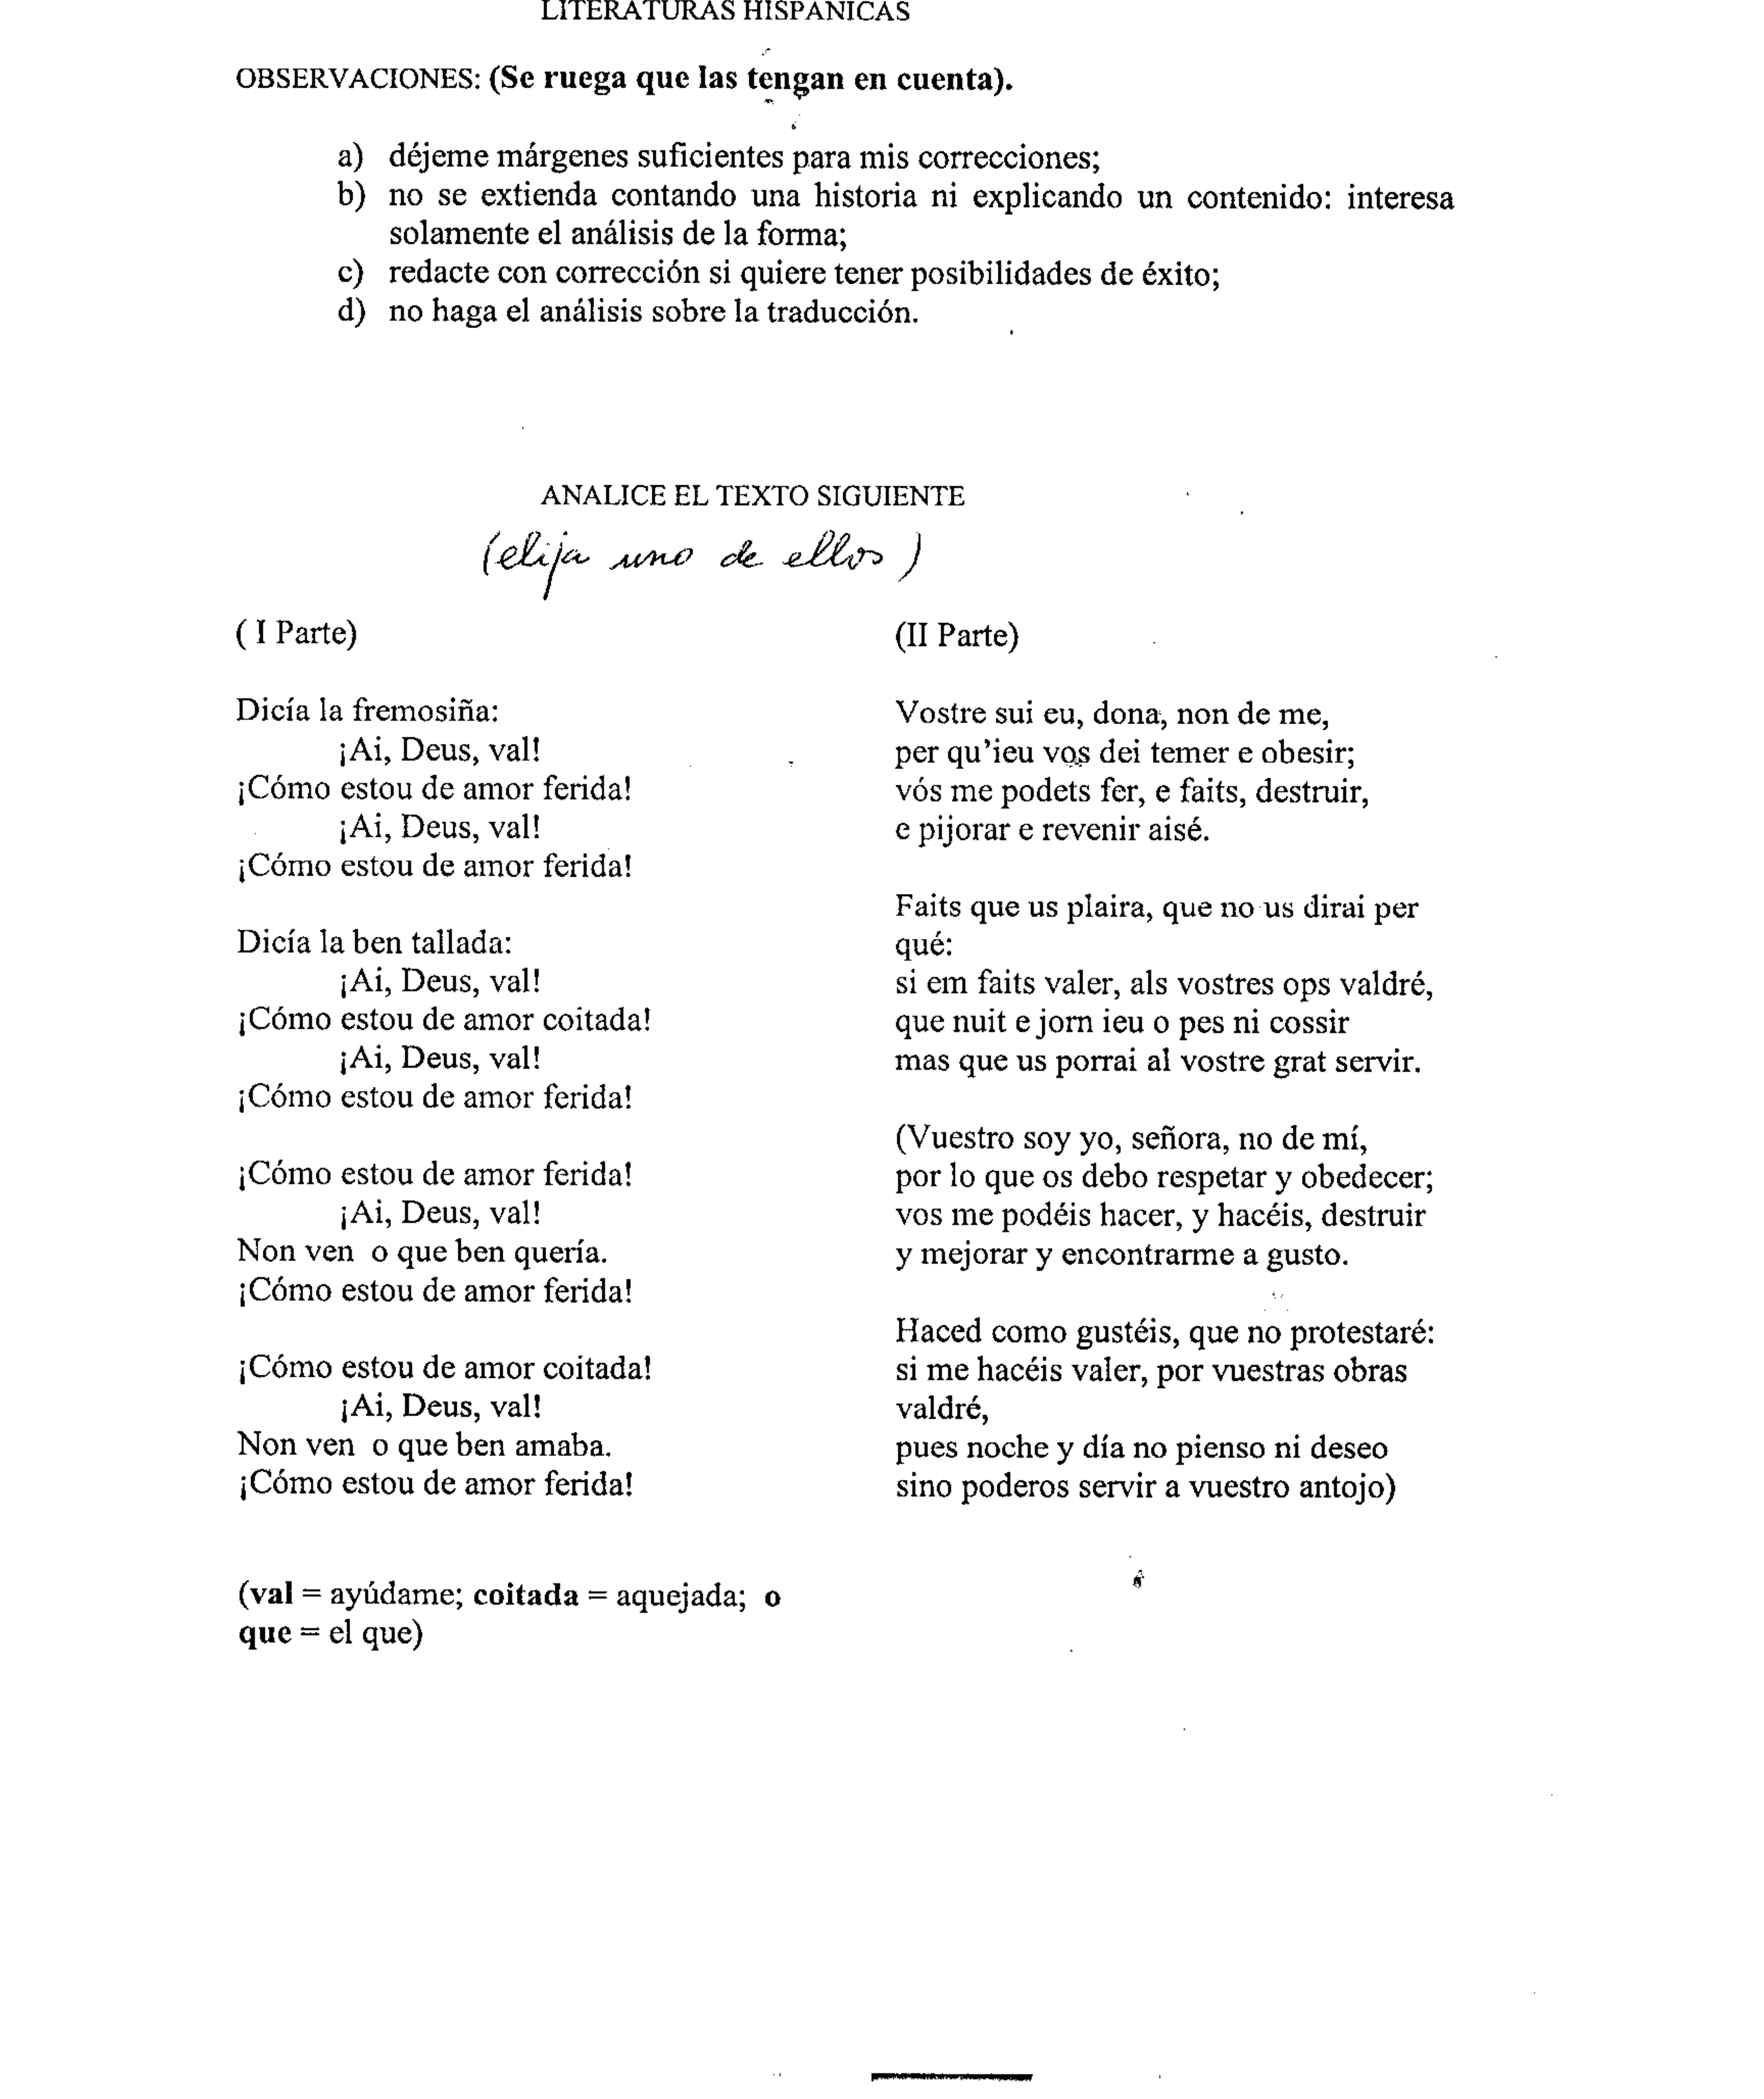 LITERATURAS HISPÁNICAS
OBSERVACIONES: (Se ruega que las tengan en cuenta).
a) déjeme márgenes suficientes para mis correcciones;
b) no se extienda contando una historia ni explicando un contenido: interesa
solamente el análisis de la forma;
c) redacte con corrección si quiere tener posibilidades de éxito;
d) no haga el análisis sobre la traducción.
ANALICE EL TEXTO SIGUIENTE
(elija uno de ellos)
( I Parte)
Dicía la fremosiña:
¡Ai, Deus, val!
¡Cómo estou de amor ferida!
¡Ai, Deus, val!
¡Cómo estou de amor ferida!
Dicía la ben tallada:
¡Ai, Deus, val!
¡Cómo estou de amor coitada!
¡Ai, Deus, val!
¡Cómo estou de amor ferida!
¡Cómo estou de amor ferida!
¡Ai, Deus, val!
Non ven o que ben quería.
¡Cómo estou de amor ferida!
¡Cómo estou de amor coitada!
¡Ai, Deus, val!
Non ven o que ben amaba.
¡Cómo estou de amor ferida!
(val = ayúdame; coitada = aquejada; o
que = el que)
(II Parte)
Vostre sui eu, dona, non de me,
per qu'ieu vos dei temer e obesir;
vós me podets fer, e faits, destruir,
e pijorar e revenir aisé.
Faits que us plaira, que no us dirai per
qué:
si em faits valer, als vostres ops valdré,
que nuit e jorn ieu o pes ni cossir
mas que us porrai al vostre grat servir.
(Vuestro soy yo, señora, no de mí,
por lo que os debo respetar y obedecer;
vos me podéis hacer, y hacéis, destruir
y mejorar y encontrarme a gusto.
Haced como gustéis, que no protestaré:
si me hacéis valer, por vuestras obras
valdré,
pues noche y día no pienso ni deseo
sino poderos servir a vuestro antojo)